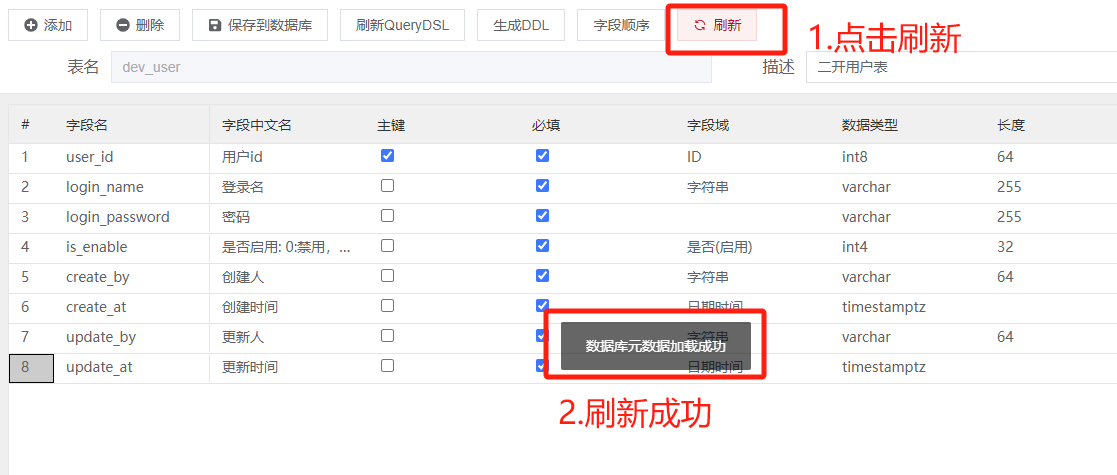 添加 删除 保存到数据库 刷新QueryDSL 生成DDL 字段顺序 刷新 1.点击刷新
表名 dev_user 描述 二开用户表
# 字段名 字段中文名 主键 必填 字段域 数据类型 长度
1 user_id 用户id ID int8 64
2 login_name 登录名 字符串 varchar 255
3 login_password 密码 varchar 255
4 is_enable 是否启用: 0:禁用，... 是否(启用) int4 32
5 create_by 创建人 字符串 varchar 64
6 create_at 创建时间 日期时间 timestamptz
7 update_by 更新人 字符串 varchar 64
数据库元数据加载成功
8 update_at 更新时间 日期时间 timestamptz
2.刷新成功